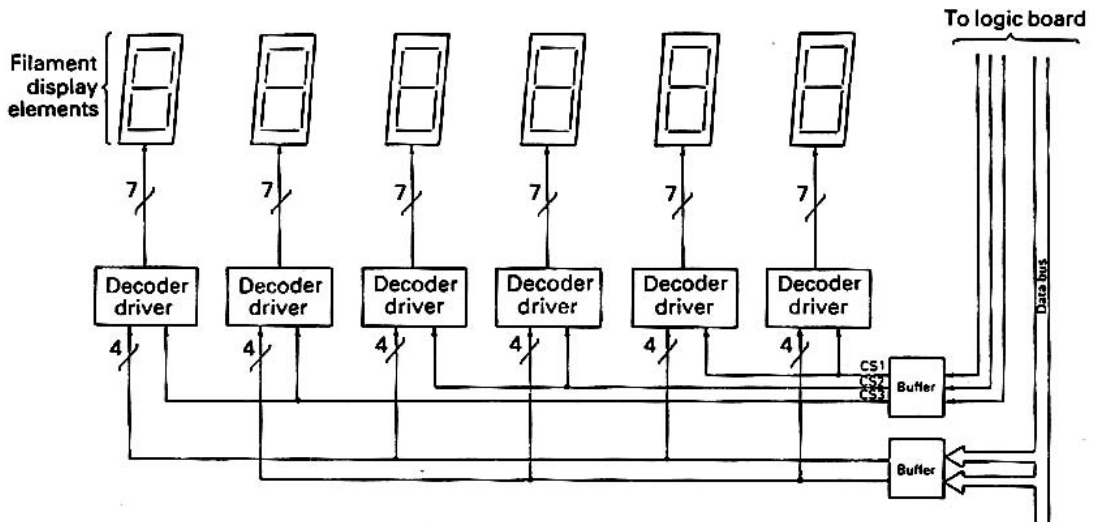 To logic board
Filament
display
elements
7 7 7 7 7 7
Decoder
driver
Decoder
driver
Decoder
driver
Decoder
driver
Decoder
driver
Decoder
driver
Data bus
4 4 4 4 4 4
CS1
CS2
CS3
Buffer
Buffer